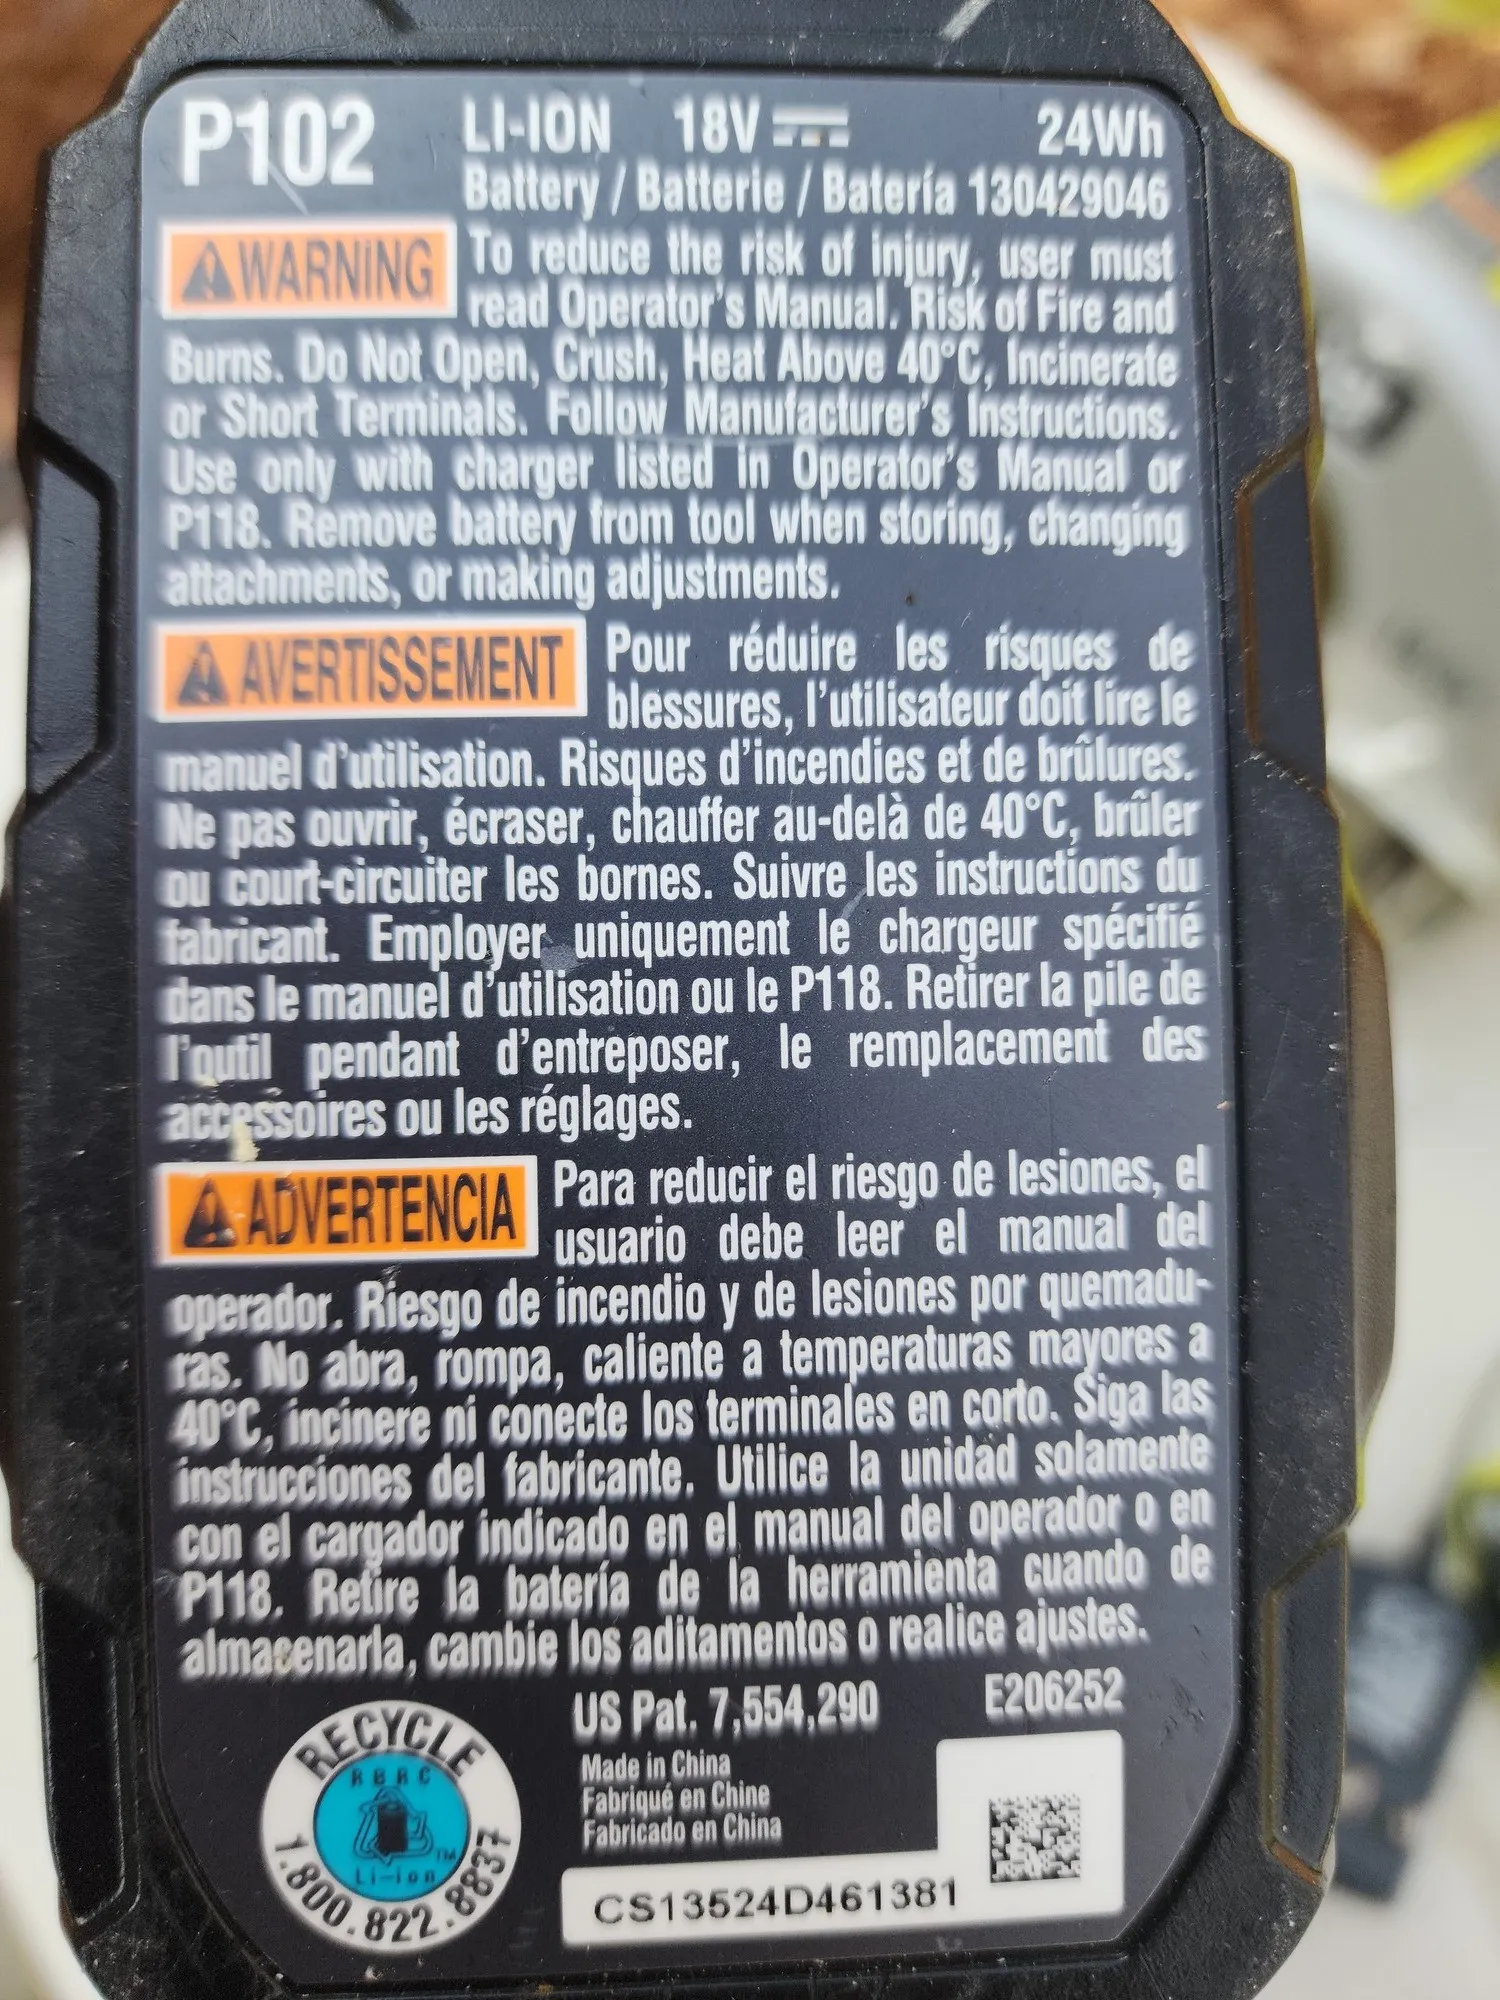 P102 LI-ION 18V 24Wh
Battery / Batterie / Batería 130429046
WARNING To reduce the risk of injury, user must
read Operator's Manual. Risk of Fire and
Burns. Do Not Open, Crush, Heat Above 40°C, Incinerate
or Short Terminals. Follow Manufacturer's Instructions.
Use only with charger listed in Operator's Manual or
P118. Remove battery from tool when storing, changing
attachments, or making adjustments.
AVERTISSEMENT Pour réduire les risques de
blessures, l'utilisateur doit lire le
manuel d'utilisation. Risques d'incendies et de brûlures.
Ne pas ouvrir, écraser, chauffer au-delà de 40°C, brûler
ou court-circuiter les bornes. Suivre les instructions du
fabricant. Employer uniquement le chargeur spécifié
dans le manuel d'utilisation ou le P118. Retirer la pile de
l'outil pendant d'entreposer, le remplacement des
accessoires ou les réglages.
ADVERTENCIA Para reducir el riesgo de lesiones, el
usuario debe leer el manual del
operador. Riesgo de incendio y de lesiones por quemadu-
ras. No abra, rompa, caliente a temperaturas mayores a
40°C, incinere ni conecte los terminales en corto. Siga las
instrucciones del fabricante. Utilice la unidad solamente
con el cargador indicado en el manual del operador o en
P118. Retire la batería de la herramienta cuando de
almacenarla, cambie los aditamentos o realice ajustes.
US Pat. 7,554,290 E206252
Made in China
Fabriqué en Chine
Fabricado en China
CS13524D461381
RECYCLE
RBRC
Li-ion TM
1.800.822.8837